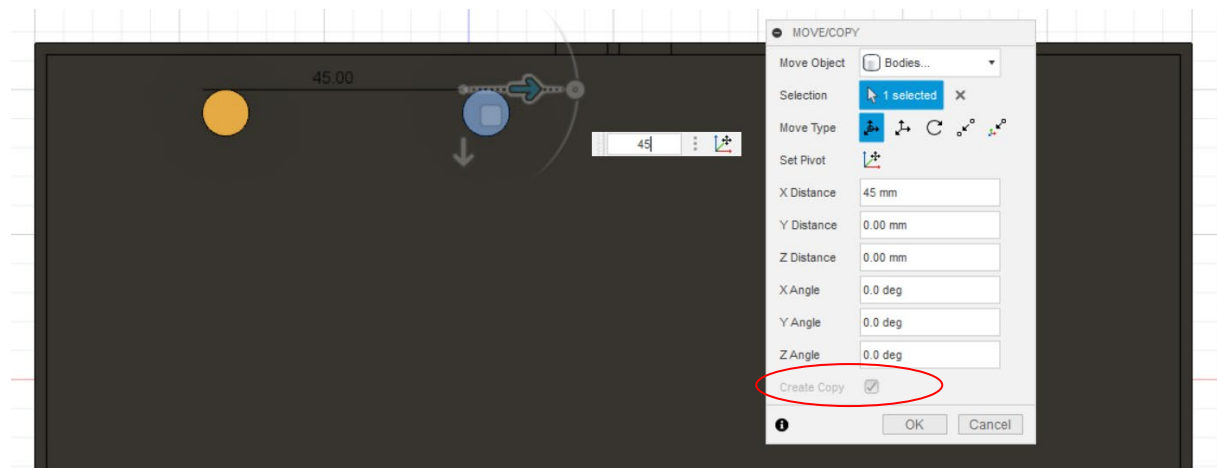 MOVE/COPY
Move Object Bodies...
45.00
Selection 1 selected
Move Type
45
Set Pivot
X Distance 45 mm
Y Distance 0.00 mm
Z Distance 0.00 mm
X Angle 0.0 deg
Y Angle 0.0 deg
Z Angle 0.0 deg
Create Copy
OK Cancel